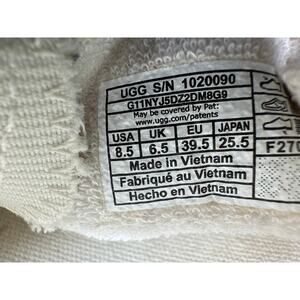 UGG S/N 1020090
G11NYJ5DZ2DM8G9
May be covered by Pat:
www.ugg.com/patents
USA UK EU JAPAN
8.5 6.5 39.5 25.5
F270
Made in Vietnam
Fabriqué au Vietnam
Hecho en Vietnam